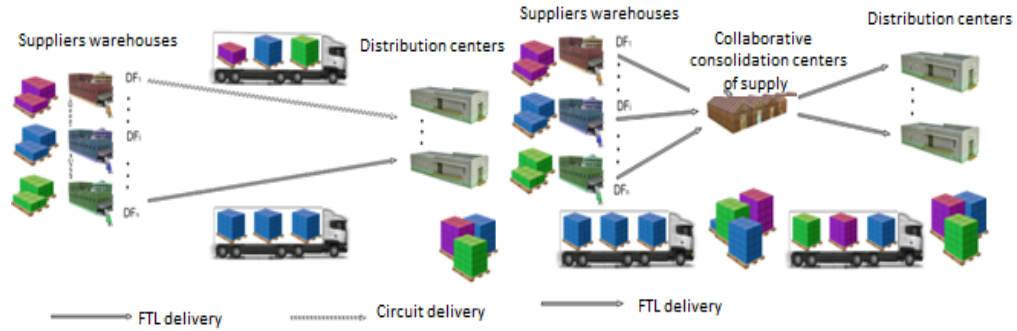 Suppliers warehouses
Distribution centers
DF₁
DFᵢ
DFₙ
FTL delivery
Circuit delivery
Suppliers warehouses
Collaborative
consolidation centers
of supply
Distribution centers
DF₁
DFᵢ
DFₙ
FTL delivery